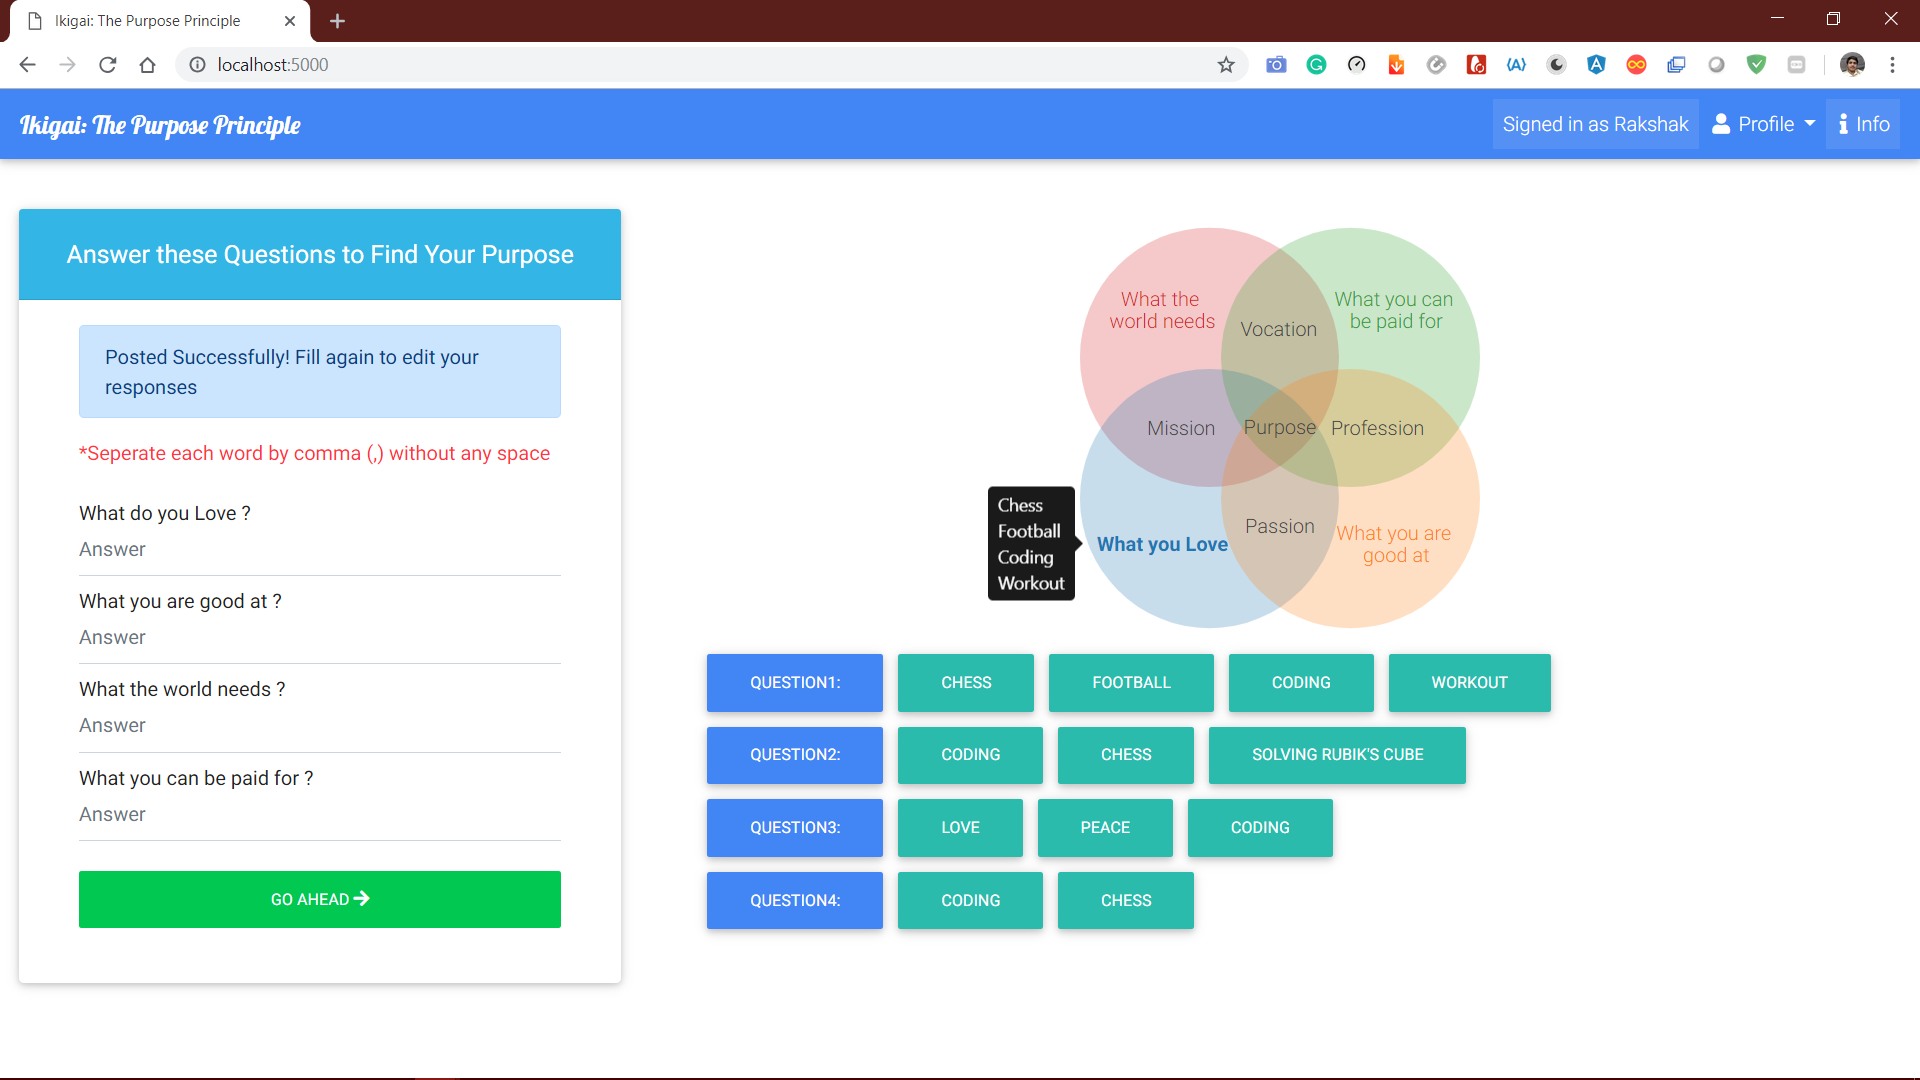 Ikigai: The Purpose Principle
localhost:5000
Ikigai: The Purpose Principle
Signed in as Rakshak
Profile
Info
Answer these Questions to Find Your Purpose
Posted Successfully! Fill again to edit your
responses
*Seperate each word by comma (,) without any space
What do you Love ?
Answer
What you are good at ?
Answer
What the world needs ?
Answer
What you can be paid for ?
Answer
GO AHEAD
What the
world needs
What you can
be paid for
Vocation
Mission
Purpose
Profession
Chess
Football
Coding
Workout
What you Love
Passion
What you are
good at
QUESTION1: CHESS FOOTBALL CODING WORKOUT
QUESTION2: CODING CHESS SOLVING RUBIK'S CUBE
QUESTION3: LOVE PEACE CODING
QUESTION4: CODING CHESS